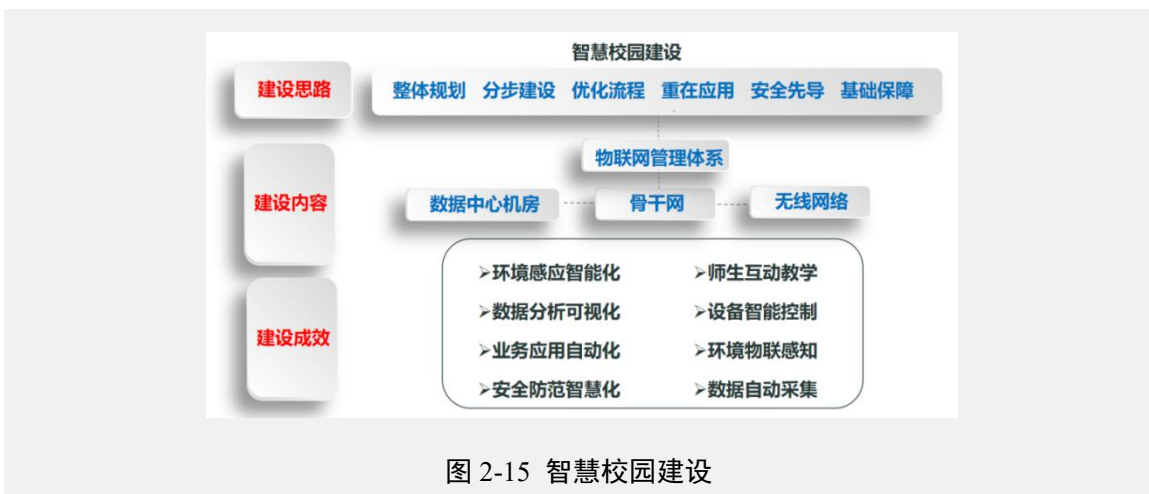 智慧校园建设
建设思路
整体规划 分步建设 优化流程 重在应用 安全先导 基础保障
物联网管理体系
建设内容
数据中心机房 骨干网 无线网络
➢环境感应智能化 ➢师生互动教学
➢数据分析可视化 ➢设备智能控制
建设成效
➢业务应用自动化 ➢环境物联感知
➢安全防范智慧化 ➢数据自动采集
图 2-15 智慧校园建设